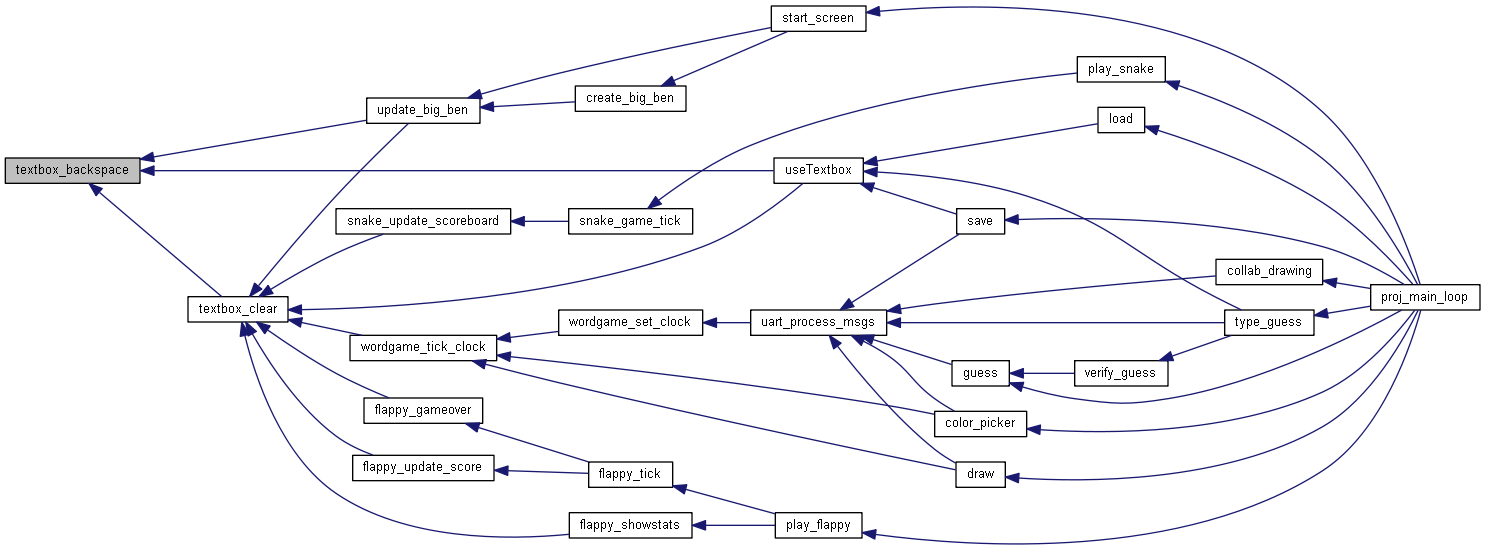 start_screen
play_snake
create_big_ben
update_big_ben
load
textbox_backspace
useTextbox
snake_update_scoreboard
snake_game_tick
save
collab_drawing
proj_main_loop
textbox_clear
wordgame_set_clock
uart_process_msgs
type_guess
wordgame_tick_clock
guess
verify_guess
flappy_gameover
color_picker
flappy_update_score
flappy_tick
draw
flappy_showstats
play_flappy